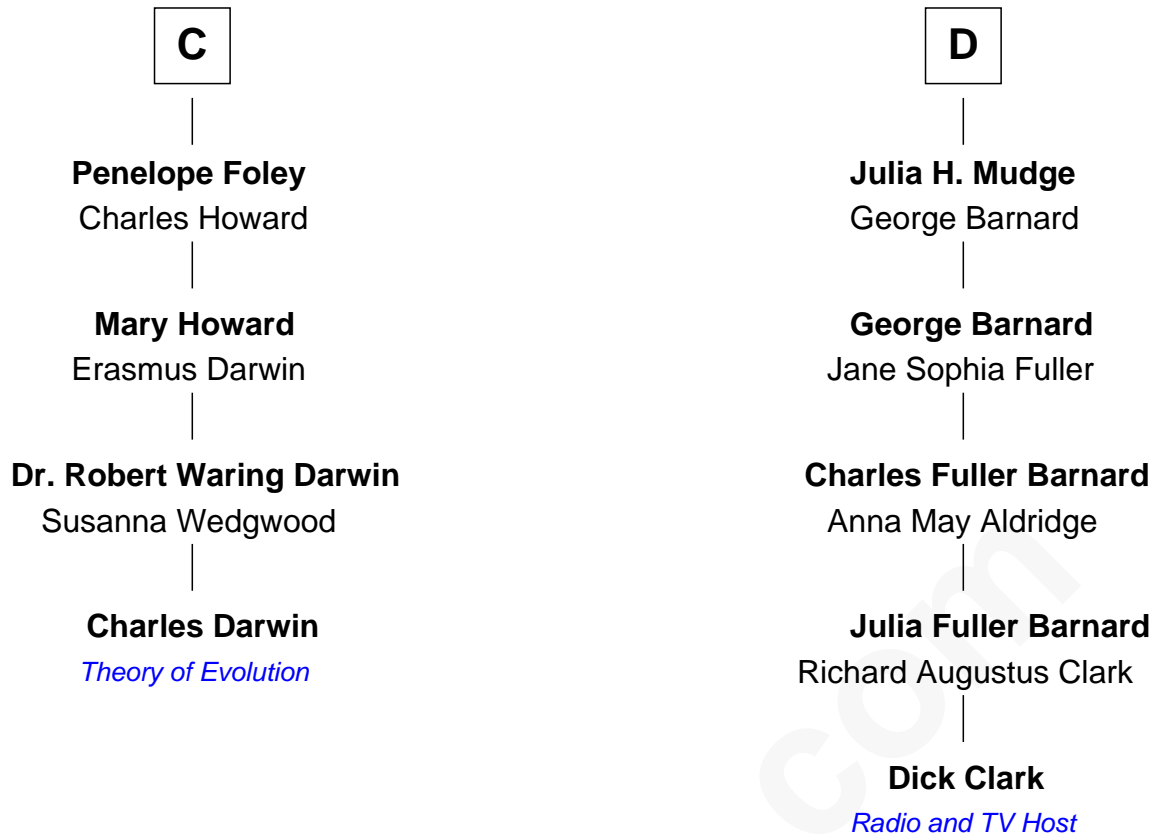 C
Penelope Foley
Charles Howard
Mary Howard
Erasmus Darwin
Dr. Robert Waring Darwin
Susanna Wedgwood
Charles Darwin
Theory of Evolution
D
Julia H. Mudge
George Barnard
George Barnard
Jane Sophia Fuller
Charles Fuller Barnard
Anna May Aldridge
Julia Fuller Barnard
Richard Augustus Clark
Dick Clark
Radio and TV Host
com